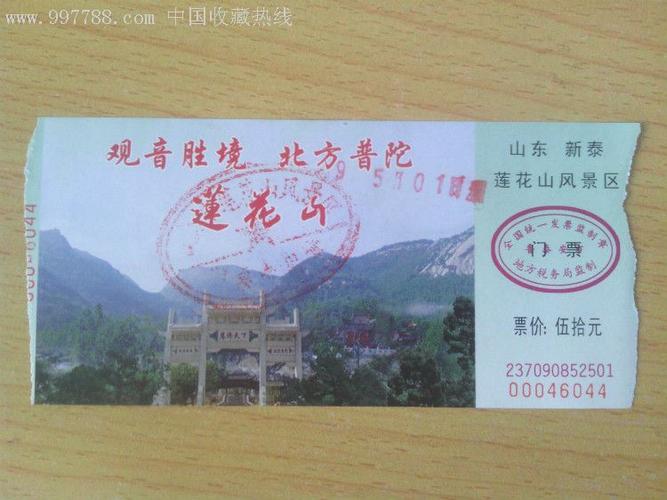 www.997788.com 中国收藏热线
观音胜境 北方普陀
莲花山
山东 新泰
莲花山风景区
全国统一发票监制章
门票
地方税务局监制
票价: 伍拾元
237090852501
00046044